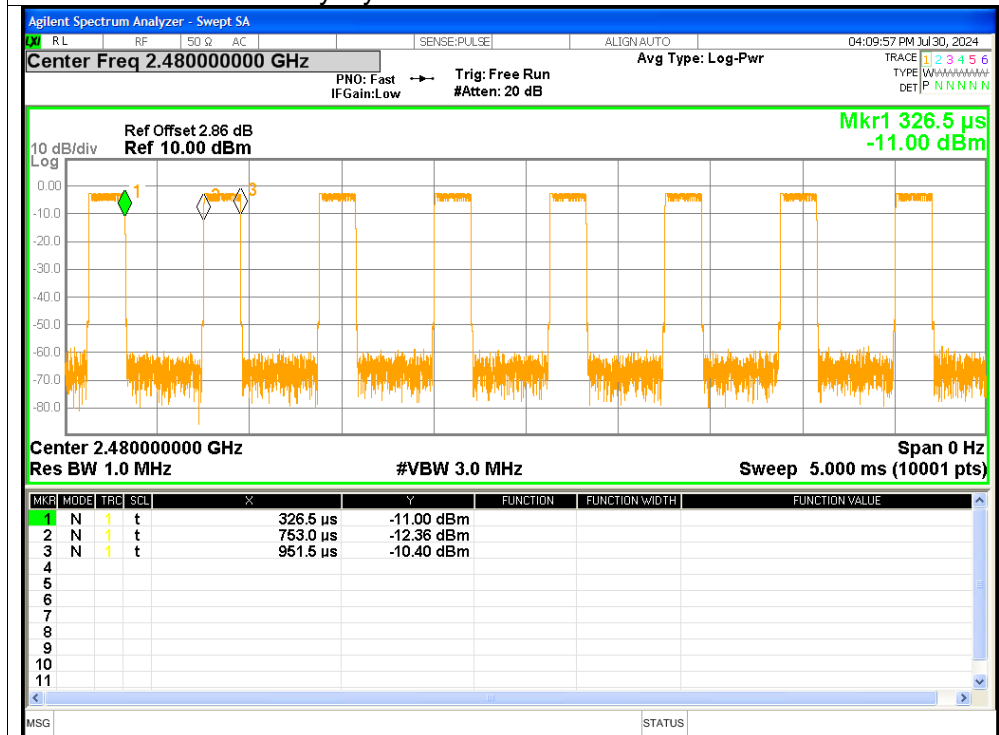 Agilent Spectrum Analyzer - Swept SA
LXI RL RF 50 Ω AC SENSE:PULSE ALIGNAUTO 04:09:57 PM Jul 30, 2024
Center Freq 2.480000000 GHz
PNO: Fast
IFGain:Low
Trig: Free Run
#Atten: 20 dB
Avg Type: Log-Pwr
TRACE 1 2 3 4 5 6
TYPE
DET P N N N N N
Mkr1 326.5 µs
-11.00 dBm
Ref Offset 2.86 dB
Ref 10.00 dBm
10 dB/div
Log
0.00
-10.0
-20.0
-30.0
-40.0
-50.0
-60.0
-70.0
-80.0
1
2
3
Center 2.480000000 GHz
Span 0 Hz
Res BW 1.0 MHz
#VBW 3.0 MHz
Sweep 5.000 ms (10001 pts)
MKR MODE TRC SCL X Y FUNCTION FUNCTION WIDTH FUNCTION VALUE
1 N 1 t 326.5 µs -11.00 dBm
2 N 1 t 753.0 µs -12.36 dBm
3 N 1 t 951.5 µs -10.40 dBm
4
5
6
7
8
9
10
11
MSG STATUS